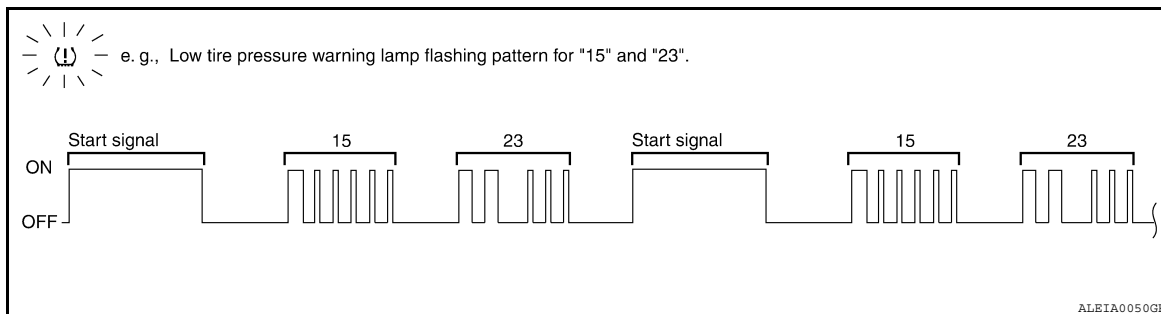 e. g., Low tire pressure warning lamp flashing pattern for "15" and "23".
Start signal 15 23 Start signal 15 23
ON
OFF
ALEIA0050GB